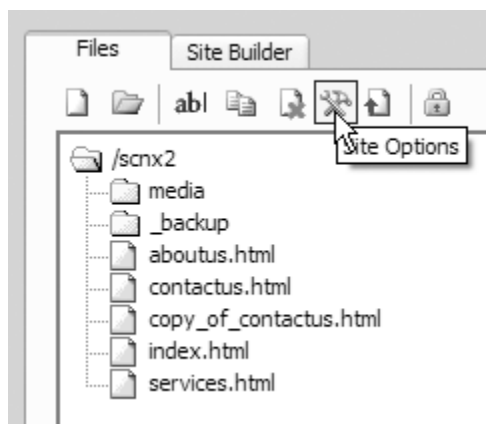 Files Site Builder
abl
Site Options
/scnx2
media
_backup
aboutus.html
contactus.html
copy_of_contactus.html
index.html
services.html